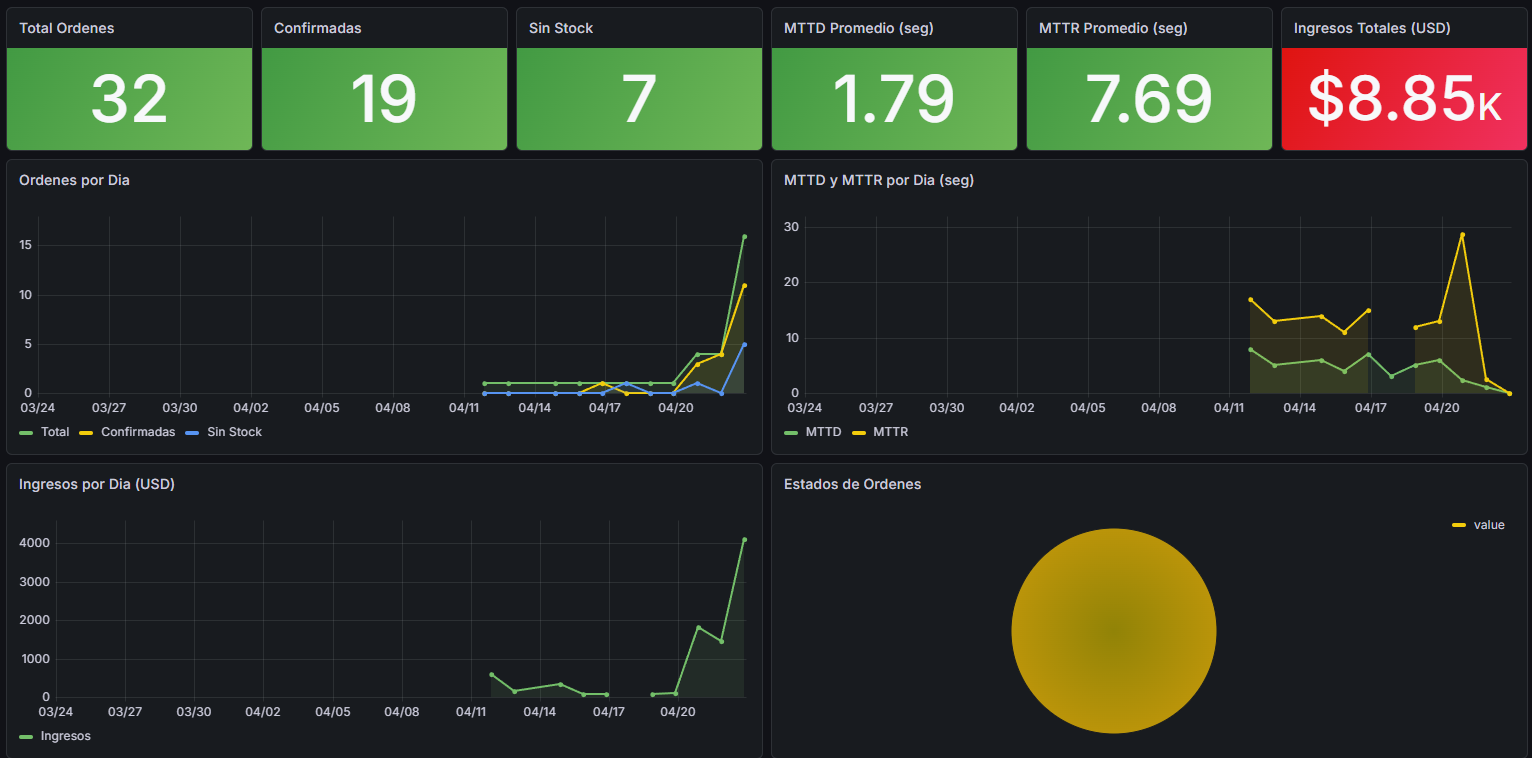 Total Ordenes
32
Confirmadas
19
Sin Stock
7
MTTD Promedio (seg)
1.79
MTTR Promedio (seg)
7.69
Ingresos Totales (USD)
$8.85K
Ordenes por Dia
15
10
5
0
03/24 03/27 03/30 04/02 04/05 04/08 04/11 04/14 04/17 04/20
Total Confirmadas Sin Stock
MTTD y MTTR por Dia (seg)
30
20
10
0
03/24 03/27 03/30 04/02 04/05 04/08 04/11 04/14 04/17 04/20
MTTD MTTR
Ingresos por Dia (USD)
4000
3000
2000
1000
0
03/24 03/27 03/30 04/02 04/05 04/08 04/11 04/14 04/17 04/20
Ingresos
Estados de Ordenes
value